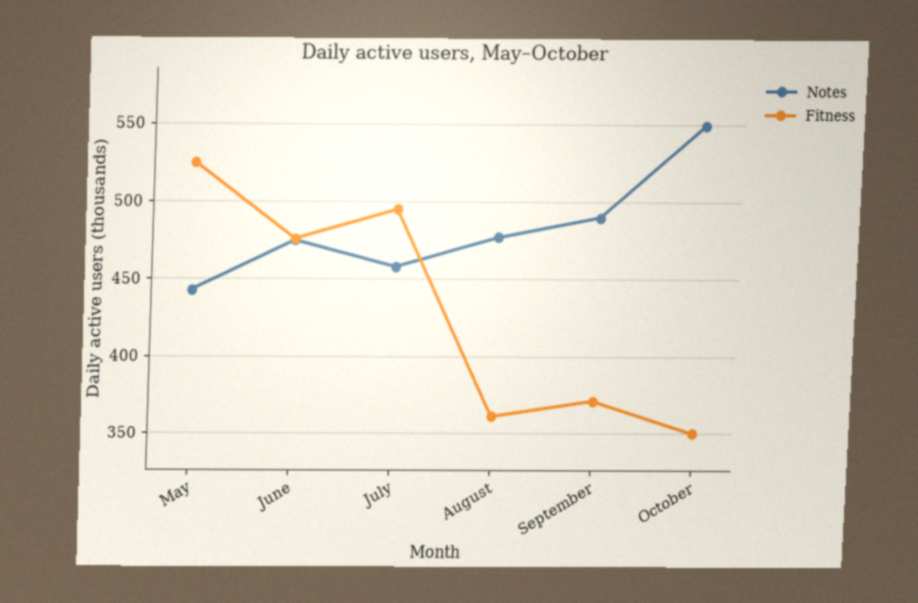 Daily active users, May–October
Notes
Fitness
Daily active users (thousands)
550
500
450
400
350
May
June
July
August
September
October
Month